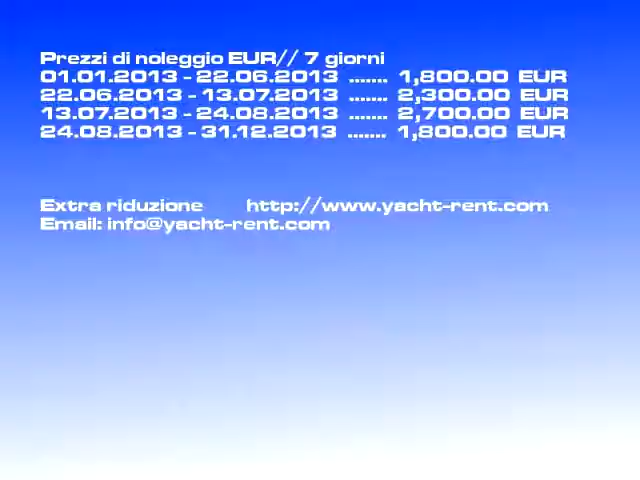 Prezzi di noleggio EUR// 7 giorni
01.01.2013 - 22.06.2013 ....... 1,800.00 EUR
22.06.2013 - 13.07.2013 ....... 2,300.00 EUR
13.07.2013 - 24.08.2013 ....... 2,700.00 EUR
24.08.2013 - 31.12.2013 ....... 1,800.00 EUR
Extra riduzione http://www.yacht-rent.com
Email: info@yacht-rent.com